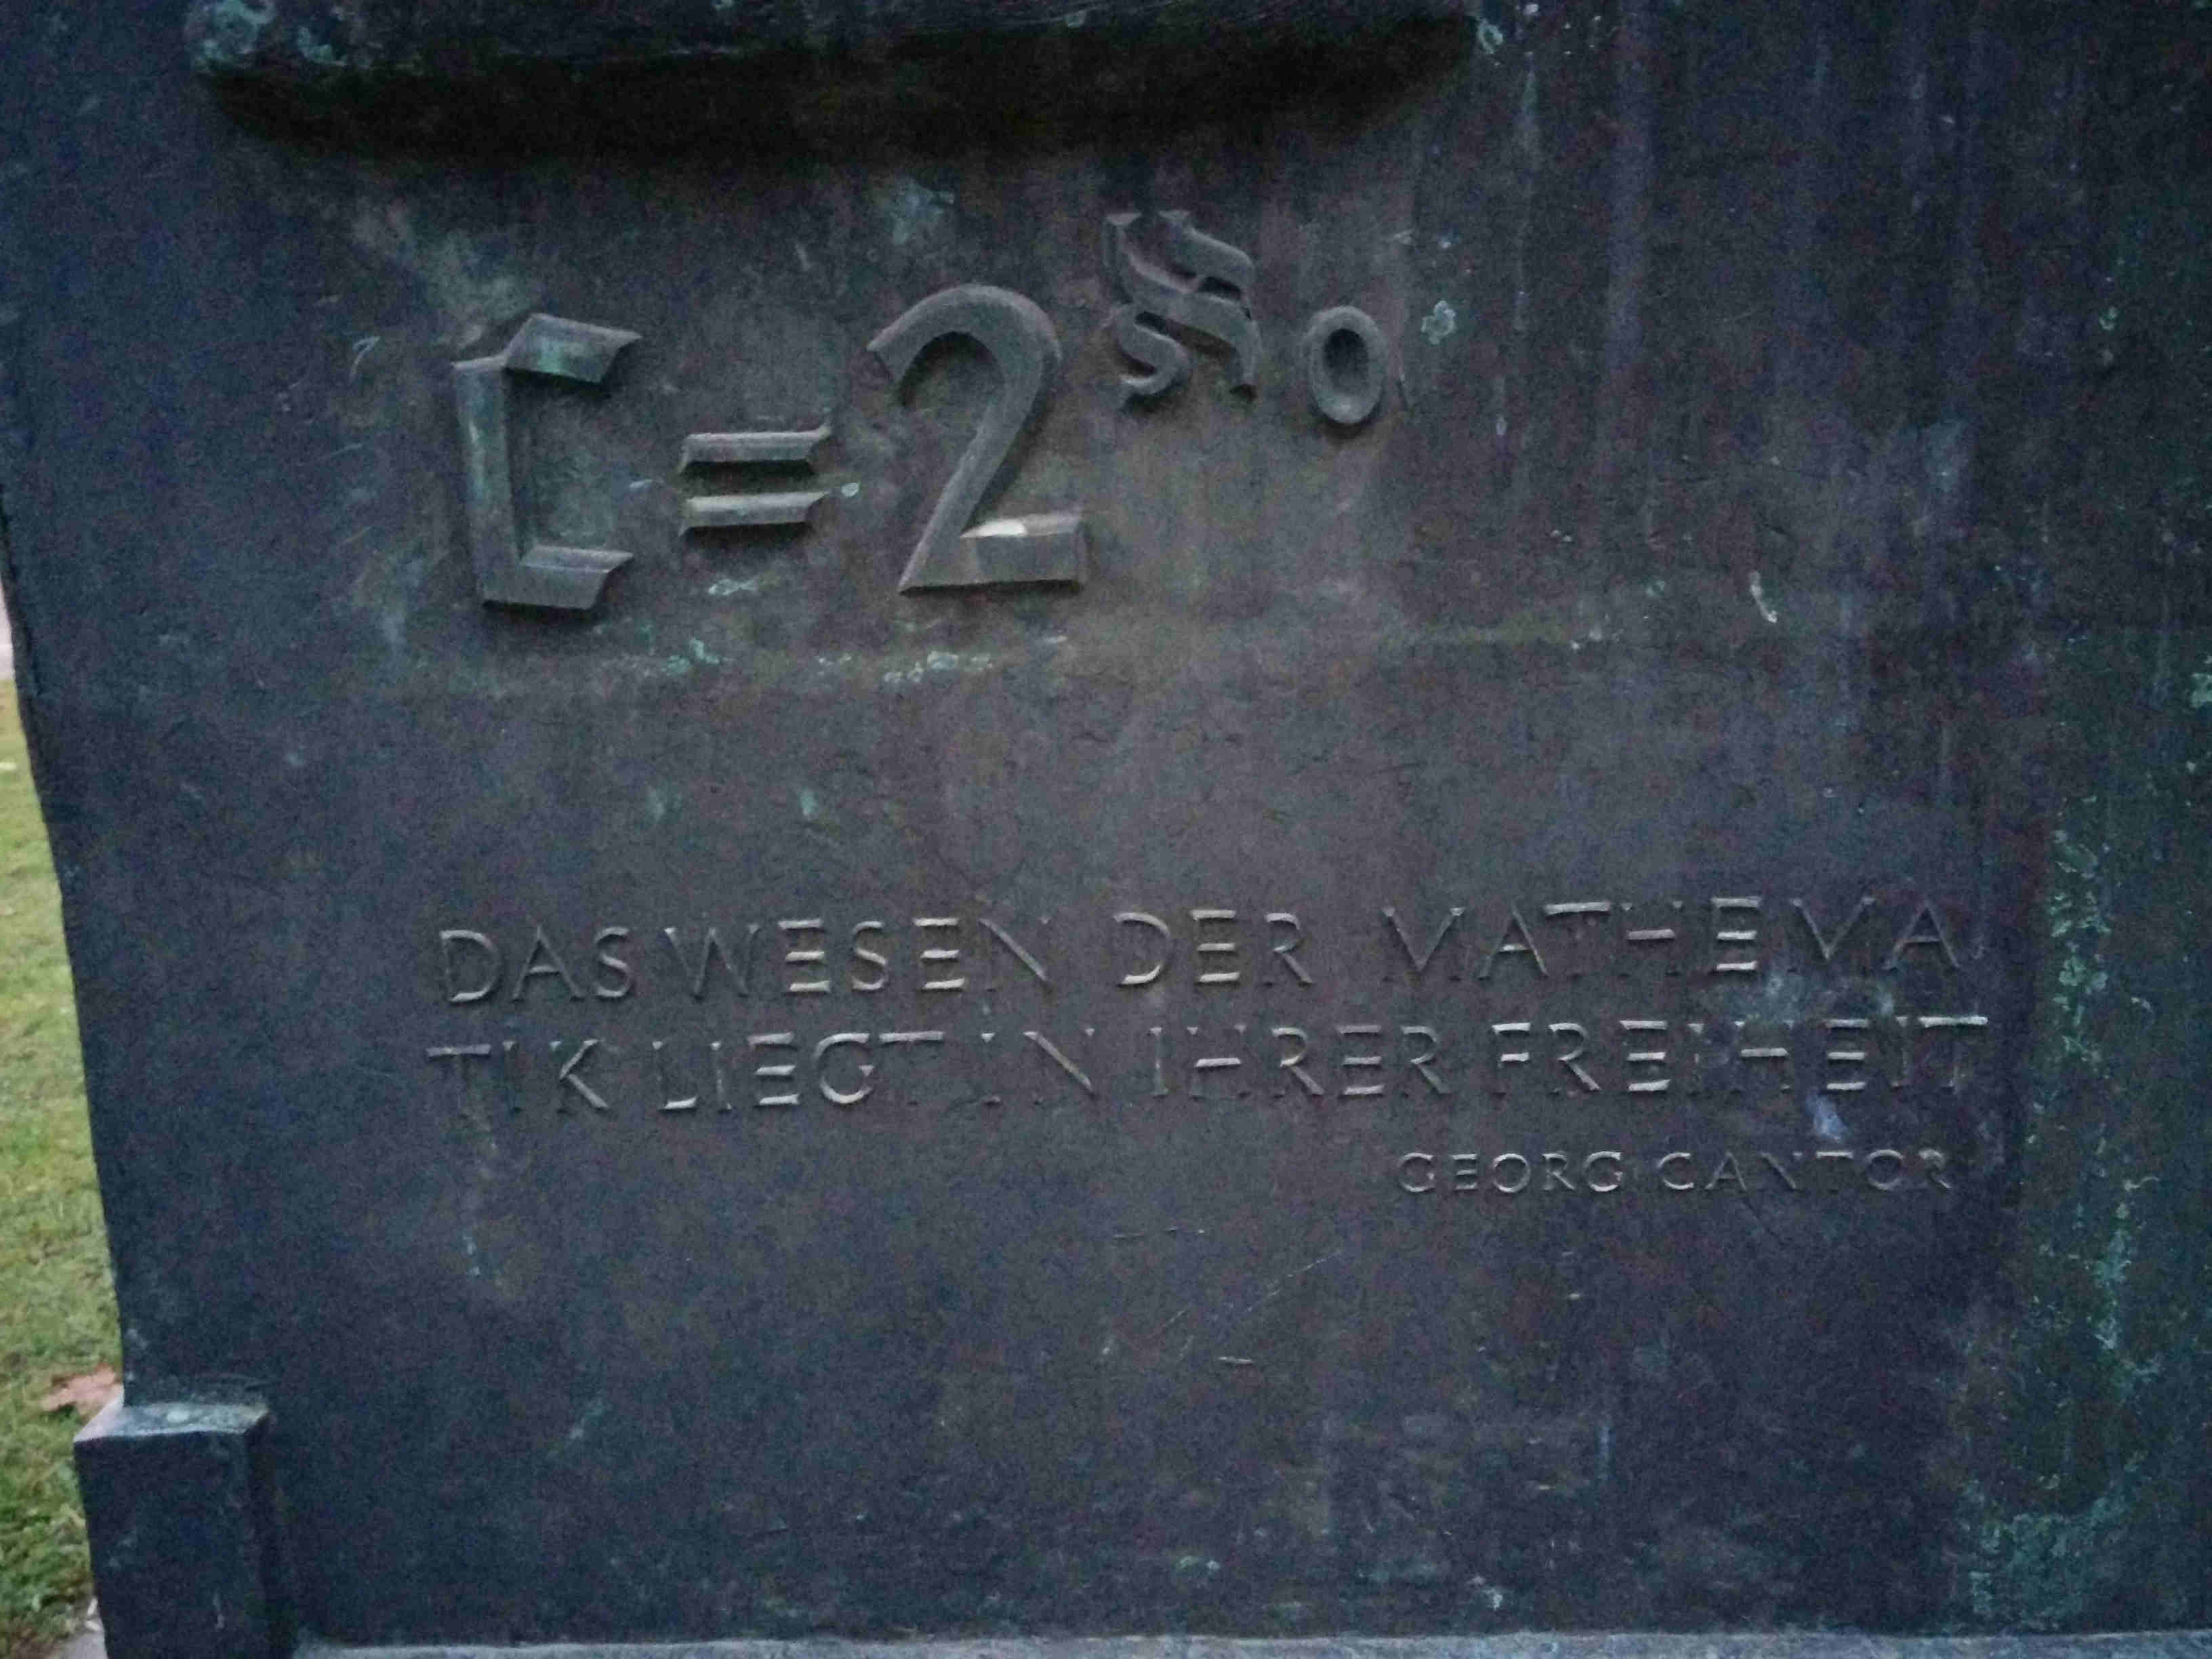 𝔠=2^ℵ0
DAS WESEN DER MATHEMA
TIK LIEGT IN IHRER FREIHEIT
GEORG CANTOR